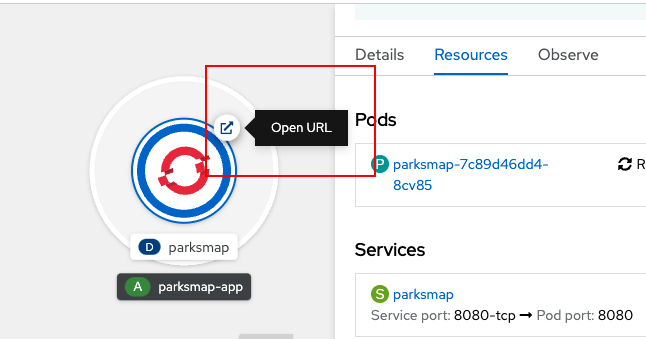 Details Resources Observe
Open URL
D parksmap
A parksmap-app
Pods
P parksmap-7c89d46dd4-
8cv85
R
Services
S parksmap
Service port: 8080-tcp → Pod port: 8080